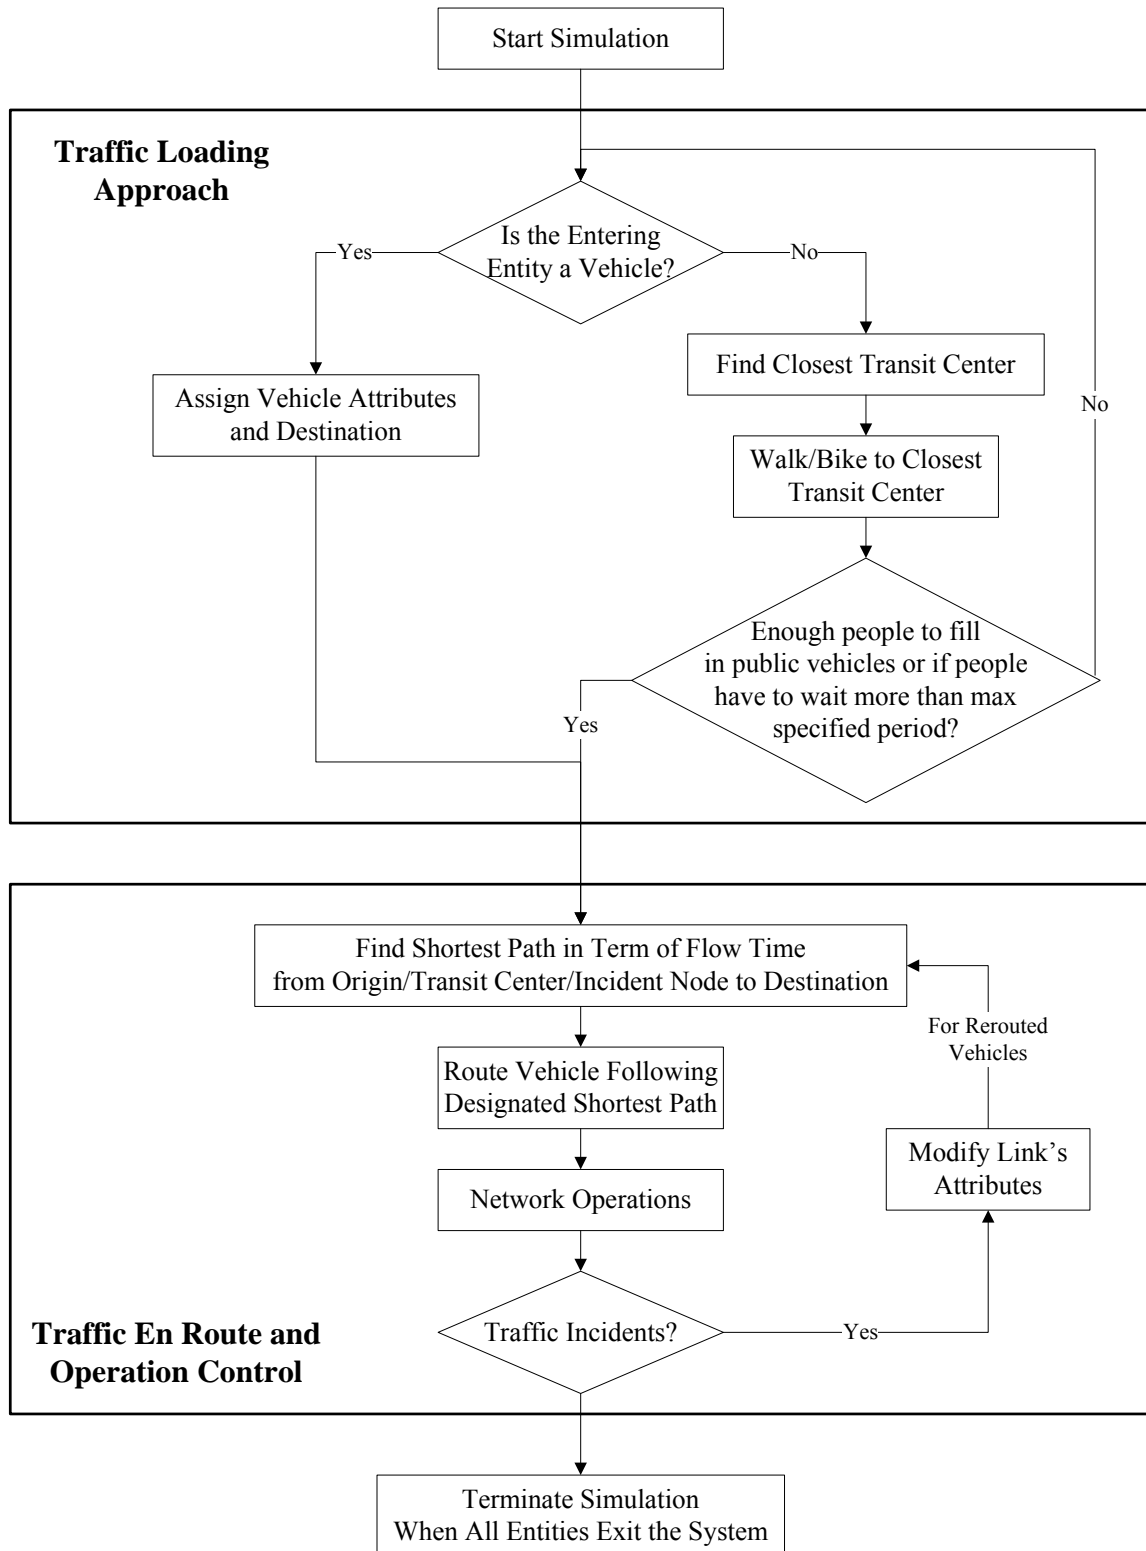 Start Simulation
Traffic Loading
Approach
Is the Entering
Entity a Vehicle?
Yes
No
Assign Vehicle Attributes
and Destination
Find Closest Transit Center
No
Walk/Bike to Closest
Transit Center
Enough people to fill
in public vehicles or if people
have to wait more than max
specified period?
Yes
Find Shortest Path in Term of Flow Time
from Origin/Transit Center/Incident Node to Destination
For Rerouted
Vehicles
Route Vehicle Following
Designated Shortest Path
Modify Link’s
Attributes
Network Operations
Traffic Incidents?
Yes
Traffic En Route and
Operation Control
Terminate Simulation
When All Entities Exit the System